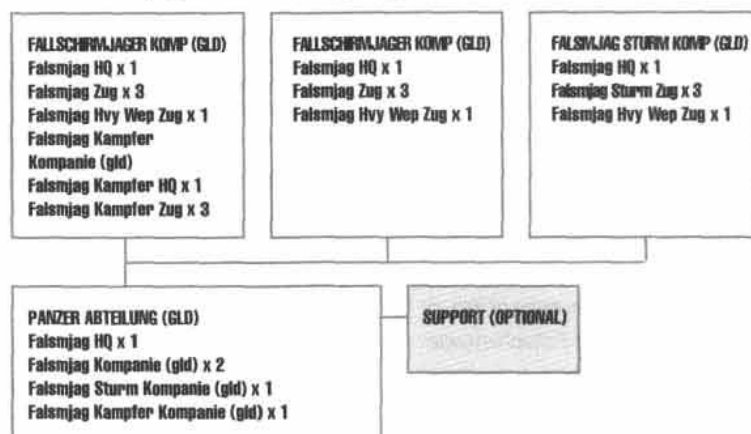 FALLSCHIRMJAGER KOMP (GLD)
Falsmjag HQ x 1
Falsmjag Zug x 3
Falsmjag Hvy Wep Zug x 1
Falsmjag Kampfer
Kompanie (gld)
Falsmjag Kampfer HQ x 1
Falsmjag Kampfer Zug x 3
FALLSCHIRMJAGER KOMP (GLD)
Falsmjag HQ x 1
Falsmjag Zug x 3
Falsmjag Hvy Wep Zug x 1
FALSMJAG STURM KOMP (GLD)
Falsmjag HQ x 1
Falsmjag Sturm Zug x 3
Falsmjag Hvy Wep Zug x 1
PANZER ABTEILUNG (GLD)
Falsmjag HQ x 1
Falsmjag Kompanie (gld) x 2
Falsmjag Sturm Kompanie (gld) x 1
Falsmjag Kampfer Kompanie (gld) x 1
SUPPORT (OPTIONAL)